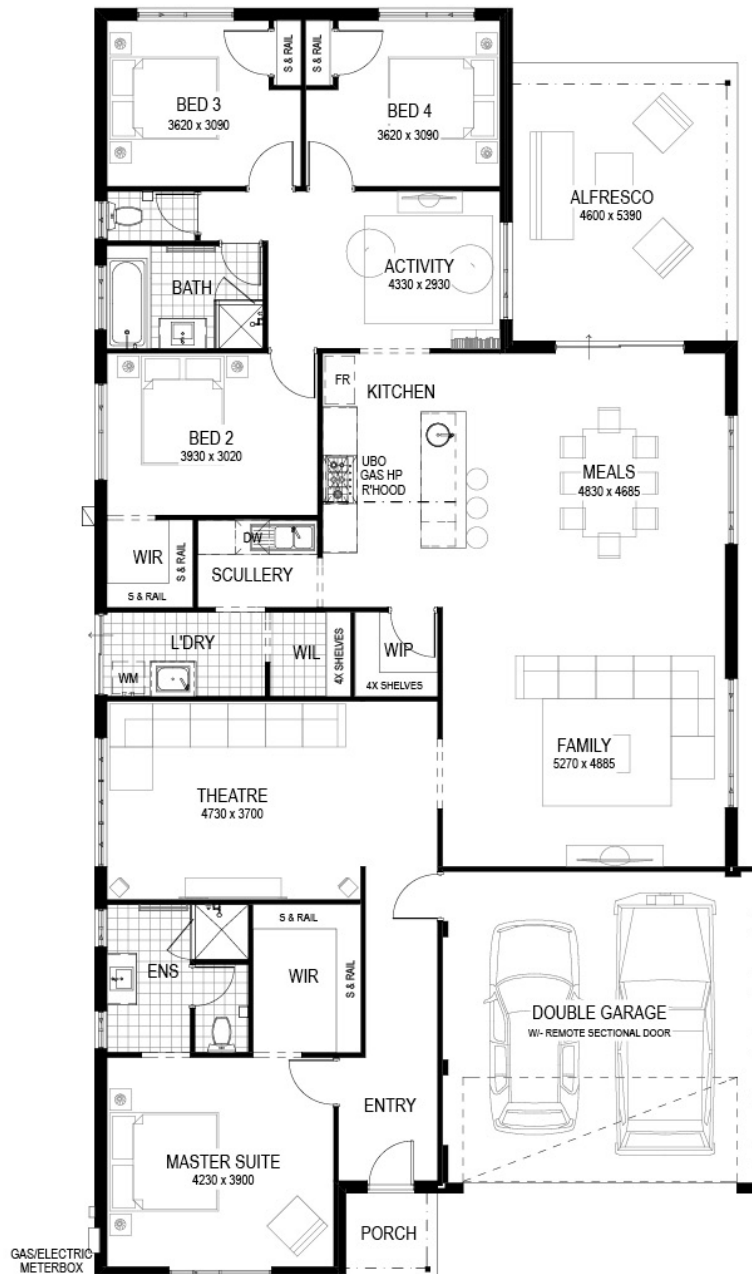 S & RAIL
S & RAIL
BED 3
3620 x 3090
BED 4
3620 x 3090
ALFRESCO
4600 x 5390
ACTIVITY
4330 x 2930
BATH
FR
KITCHEN
BED 2
3930 x 3020
UBO
GAS HP
R'HOOD
MEALS
4830 x 4685
DW
WIR
S & RAIL
S & RAIL
SCULLERY
L'DRY
WM
WIL
4X SHELVES
WIP
4X SHELVES
FAMILY
5270 x 4885
THEATRE
4730 x 3700
S & RAIL
ENS
WIR
S & RAIL
DOUBLE GARAGE
W/- REMOTE SECTIONAL DOOR
ENTRY
MASTER SUITE
4230 x 3900
PORCH
GAS/ELECTRIC
METERBOX